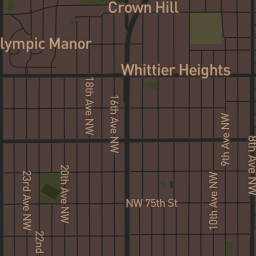 Crown Hill
lympic Manor
Whittier Heights
18th Ave NW
16th Ave NW
9th Ave NW
8th Ave NW
23rd Ave NW
20th Ave NW
10th Ave NW
NW 75th St
22nd